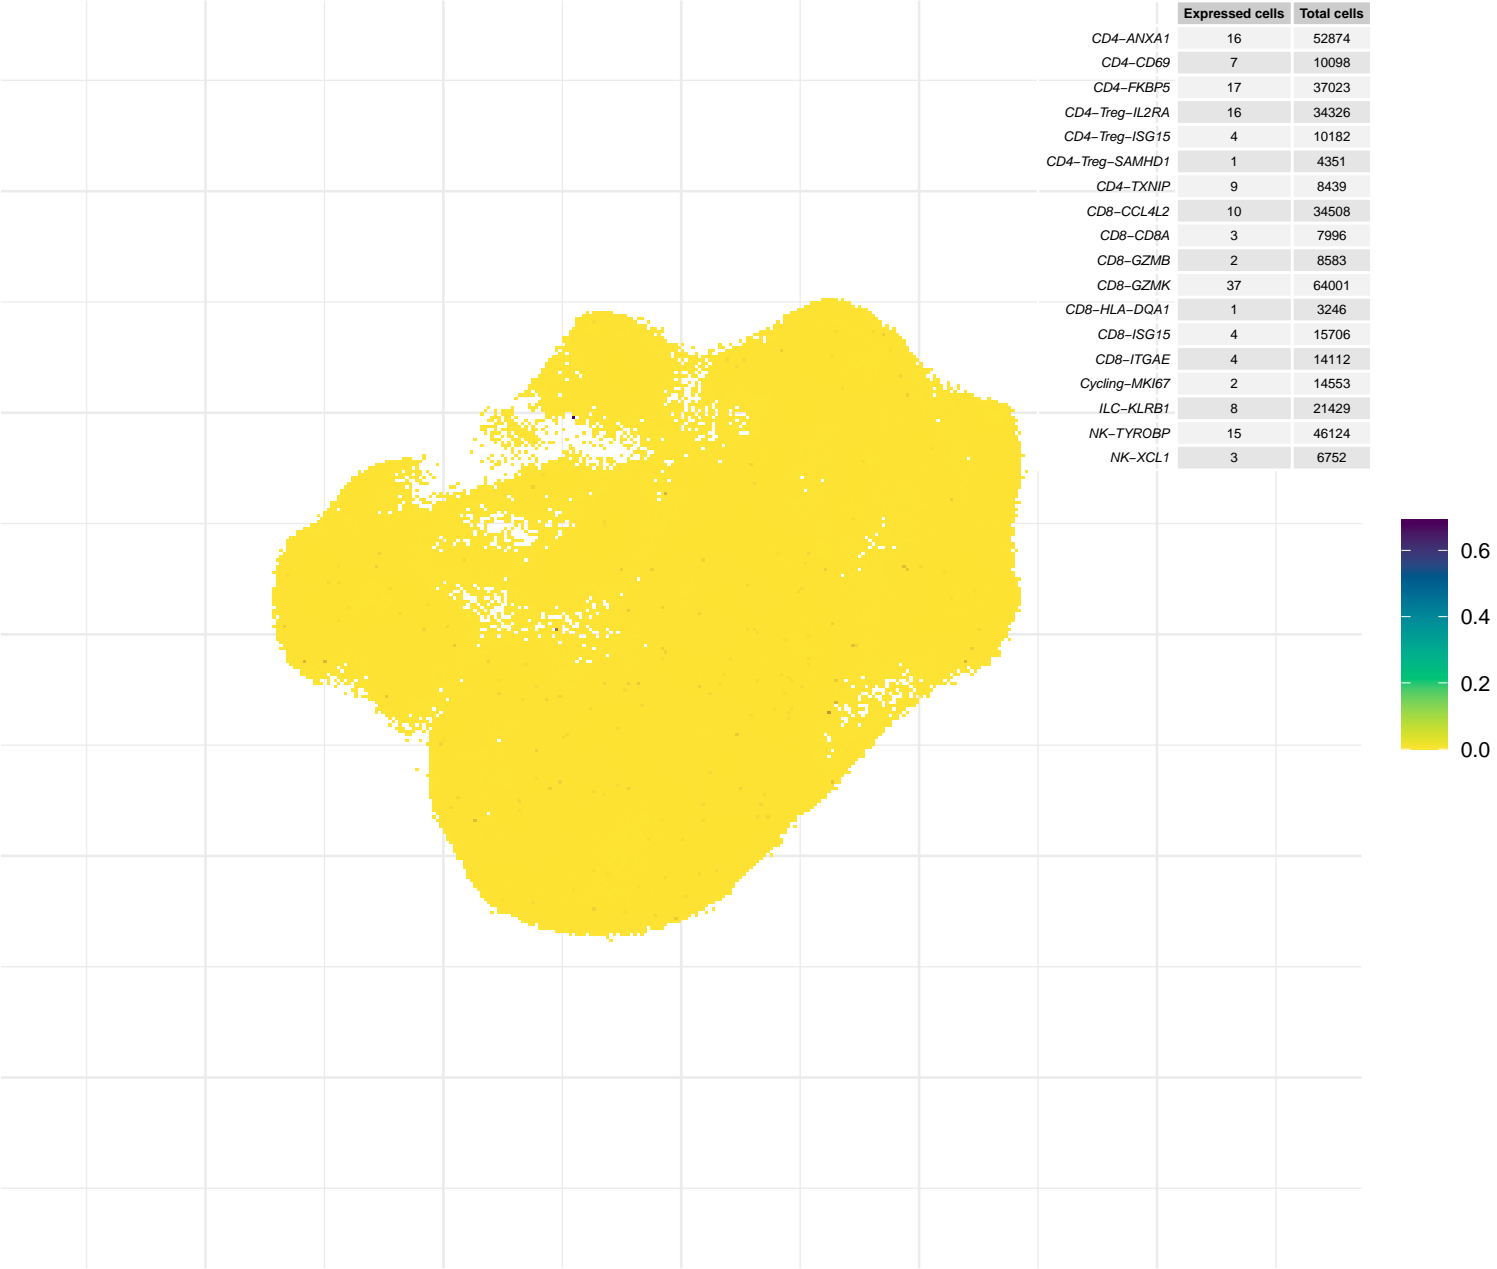 Expressed cells Total cells
CD4−ANXA1 16 52874
CD4−CD69 7 10098
CD4−FKBP5 17 37023
CD4−Treg−IL2RA 16 34326
CD4−Treg−ISG15 4 10182
CD4−Treg−SAMHD1 1 4351
CD4−TXNIP 9 8439
CD8−CCL4L2 10 34508
CD8−CD8A 3 7996
CD8−GZMB 2 8583
CD8−GZMK 37 64001
CD8−HLA−DQA1 1 3246
CD8−ISG15 4 15706
CD8−ITGAE 4 14112
Cycling−MKI67 2 14553
ILC−KLRB1 8 21429
NK−TYROBP 15 46124
NK−XCL1 3 6752
0.6
0.4
0.2
0.0